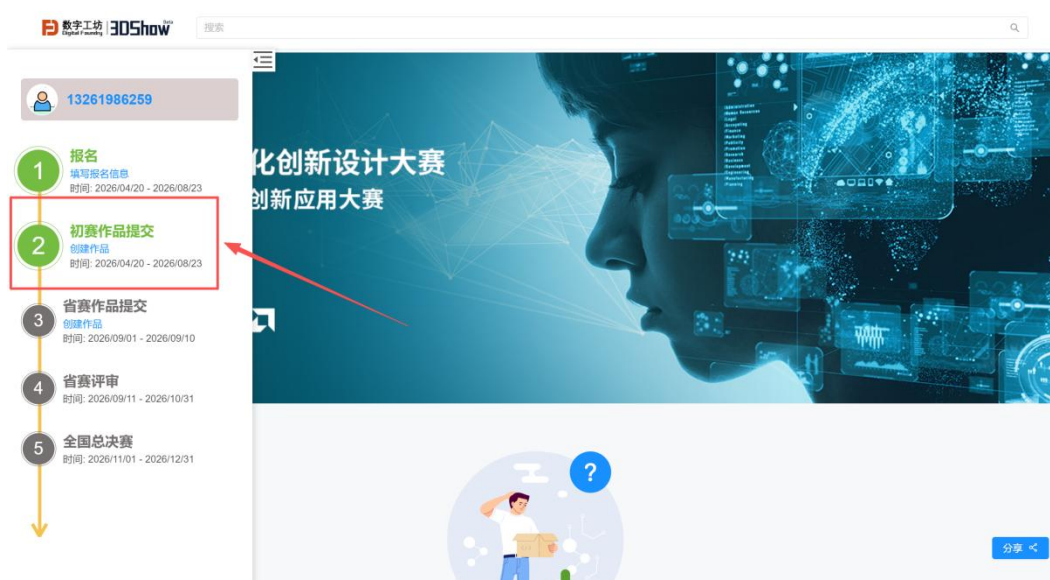 数字工坊
Digital Foundry
3DShow
Data
搜索
13261986259
1
报名
填写报名信息
时间: 2026/04/20 - 2026/08/23
2
初赛作品提交
创建作品
时间: 2026/04/20 - 2026/08/23
3
省赛作品提交
创建作品
时间: 2026/09/01 - 2026/09/10
4
省赛评审
时间: 2026/09/11 - 2026/10/31
5
全国总决赛
时间: 2026/11/01 - 2026/12/31
化创新设计大赛
创新应用大赛
?
分享